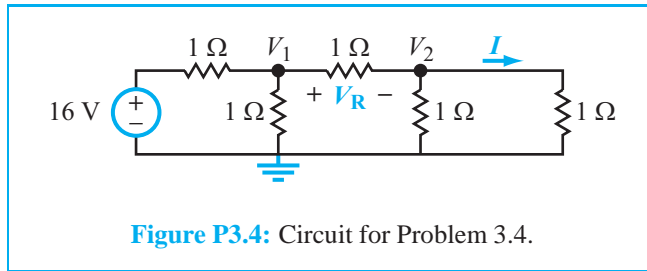 1 Ω V1 1 Ω V2 I
16 V + − 1 Ω + VR − 1 Ω 1 Ω
Figure P3.4: Circuit for Problem 3.4.